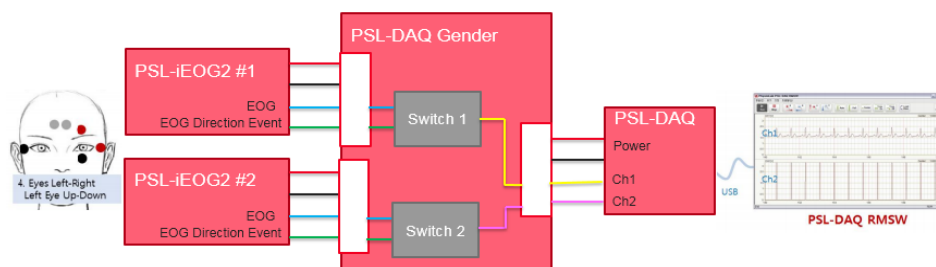 PSL-DAQ Gender
PSL-iEOG2 #1
EOG
EOG Direction Event
Switch 1
PSL-iEOG2 #2
EOG
EOG Direction Event
Switch 2
4. Eyes Left-Right
Left Eye Up-Down
PSL-DAQ
Power
Ch1
Ch2
USB
Ch1
Ch2
PSL-DAQ RMSW